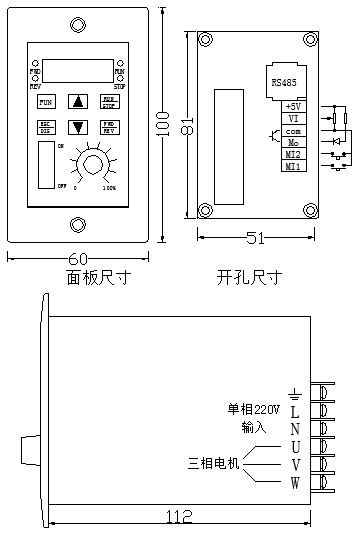 FWD
RUN
REV
STOP
FUN
RUN
STOP
ESC
DIS
FWD
REV
ON
OFF
0
100%
60
100
面板尺寸
RS485
+5V
VI
com
Mo
MI2
MI1
81
51
开孔尺寸
单相220V
输入
三相电机
L
N
U
V
W
112